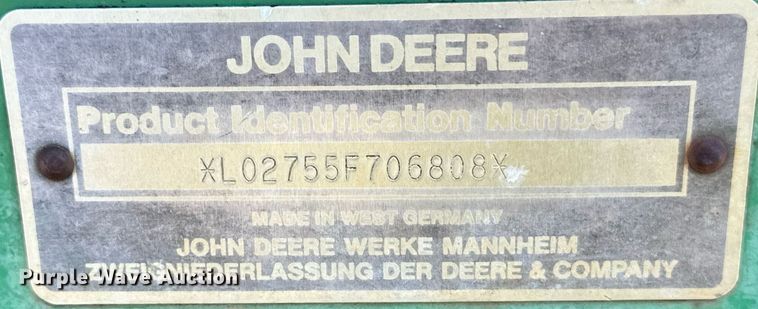 JOHN DEERE
Product Identification Number
*L02755F706808*
MADE IN WEST GERMANY
JOHN DEERE WERKE MANNHEIM
ZWEIGNIEDERLASSUNG DER DEERE & COMPANY
Purple Wave Auction